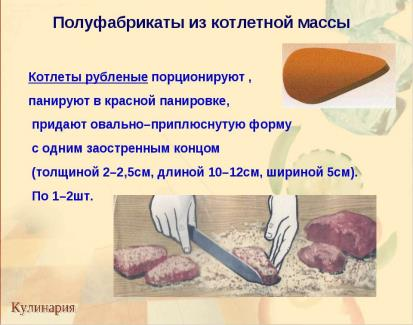 Полуфабрикаты из котлетной массы
Котлеты рубленые порционируют ,
панируют в красной панировке,
придают овально–приплюснутую форму
с одним заостренным концом
(толщиной 2–2,5см, длиной 10–12см, шириной 5см).
По 1–2шт.
Кулинария